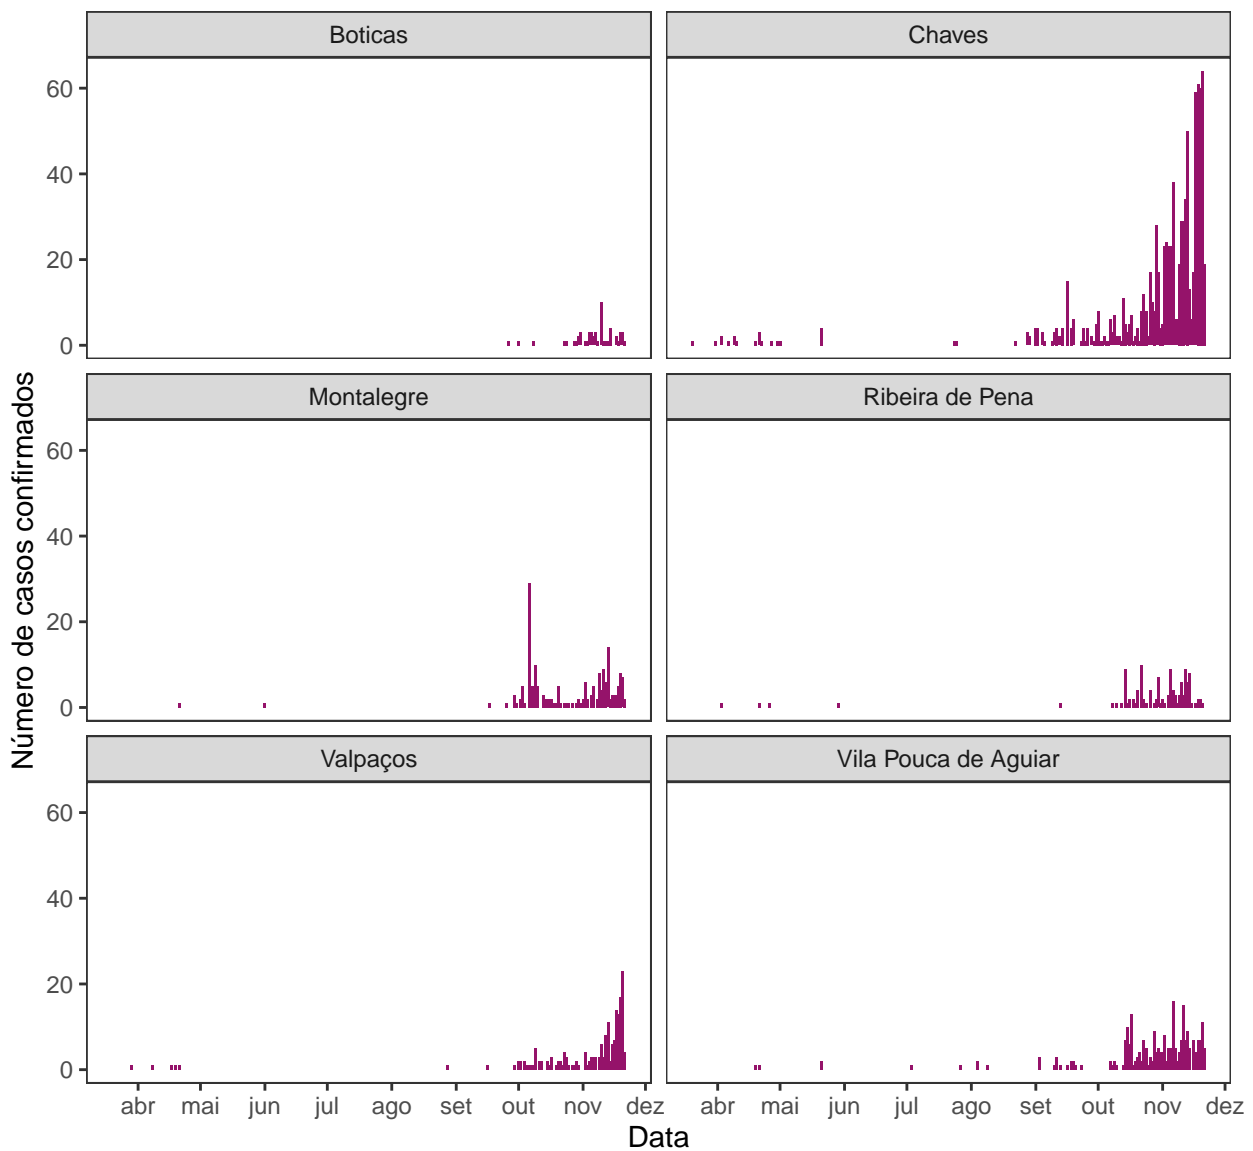 Boticas
Chaves
60
40
20
0
Montalegre
Ribeira de Pena
60
40
20
0
Valpaços
Vila Pouca de Aguiar
60
40
20
0
abr mai jun jul ago set out nov dez
abr mai jun jul ago set out nov dez
Data
Número de casos confirmados